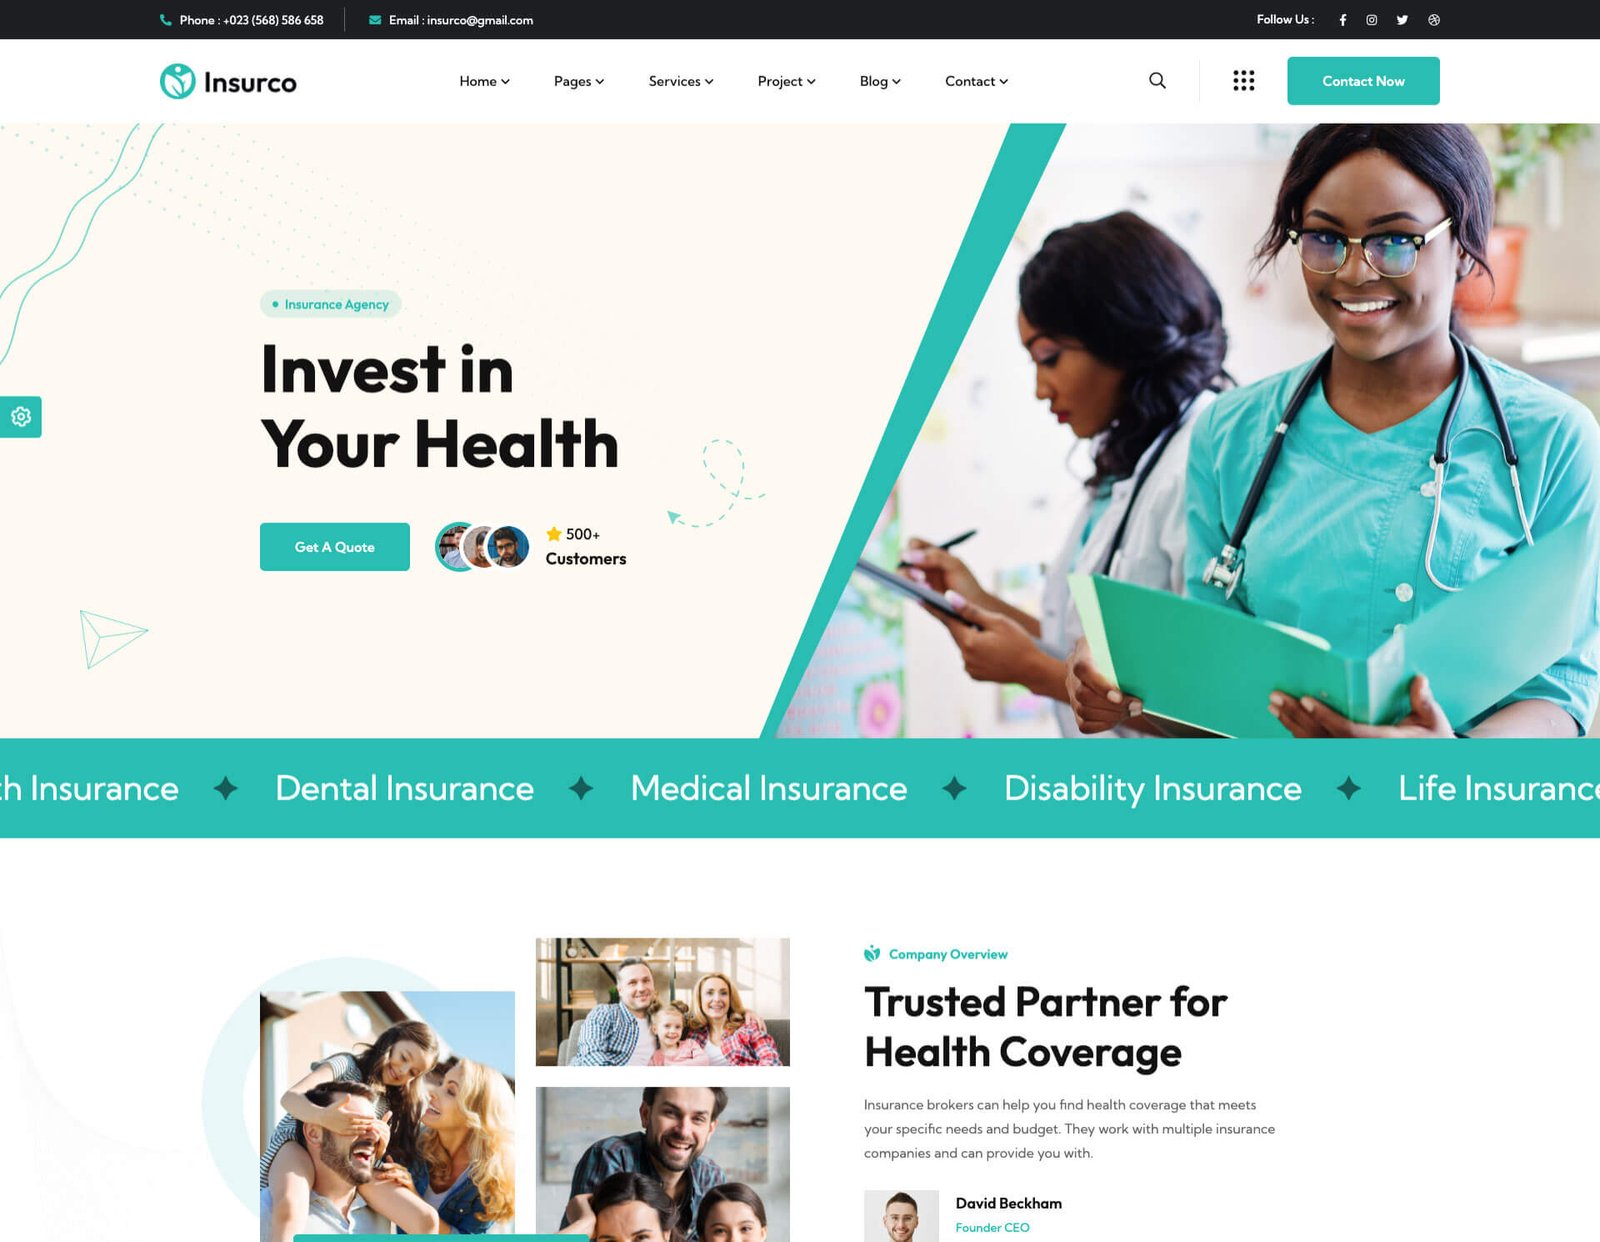 Phone : +023 (568) 586 658
Email : insurco@gmail.com
Follow Us :
Insurco
Home
Pages
Services
Project
Blog
Contact
Contact Now
Insurance Agency
Invest in
Your Health
Get A Quote
500+
Customers
th Insurance
Dental Insurance
Medical Insurance
Disability Insurance
Life Insurance
Company Overview
Trusted Partner for
Health Coverage
Insurance brokers can help you find health coverage that meets
your specific needs and budget. They work with multiple insurance
companies and can provide you with.
David Beckham
Founder CEO